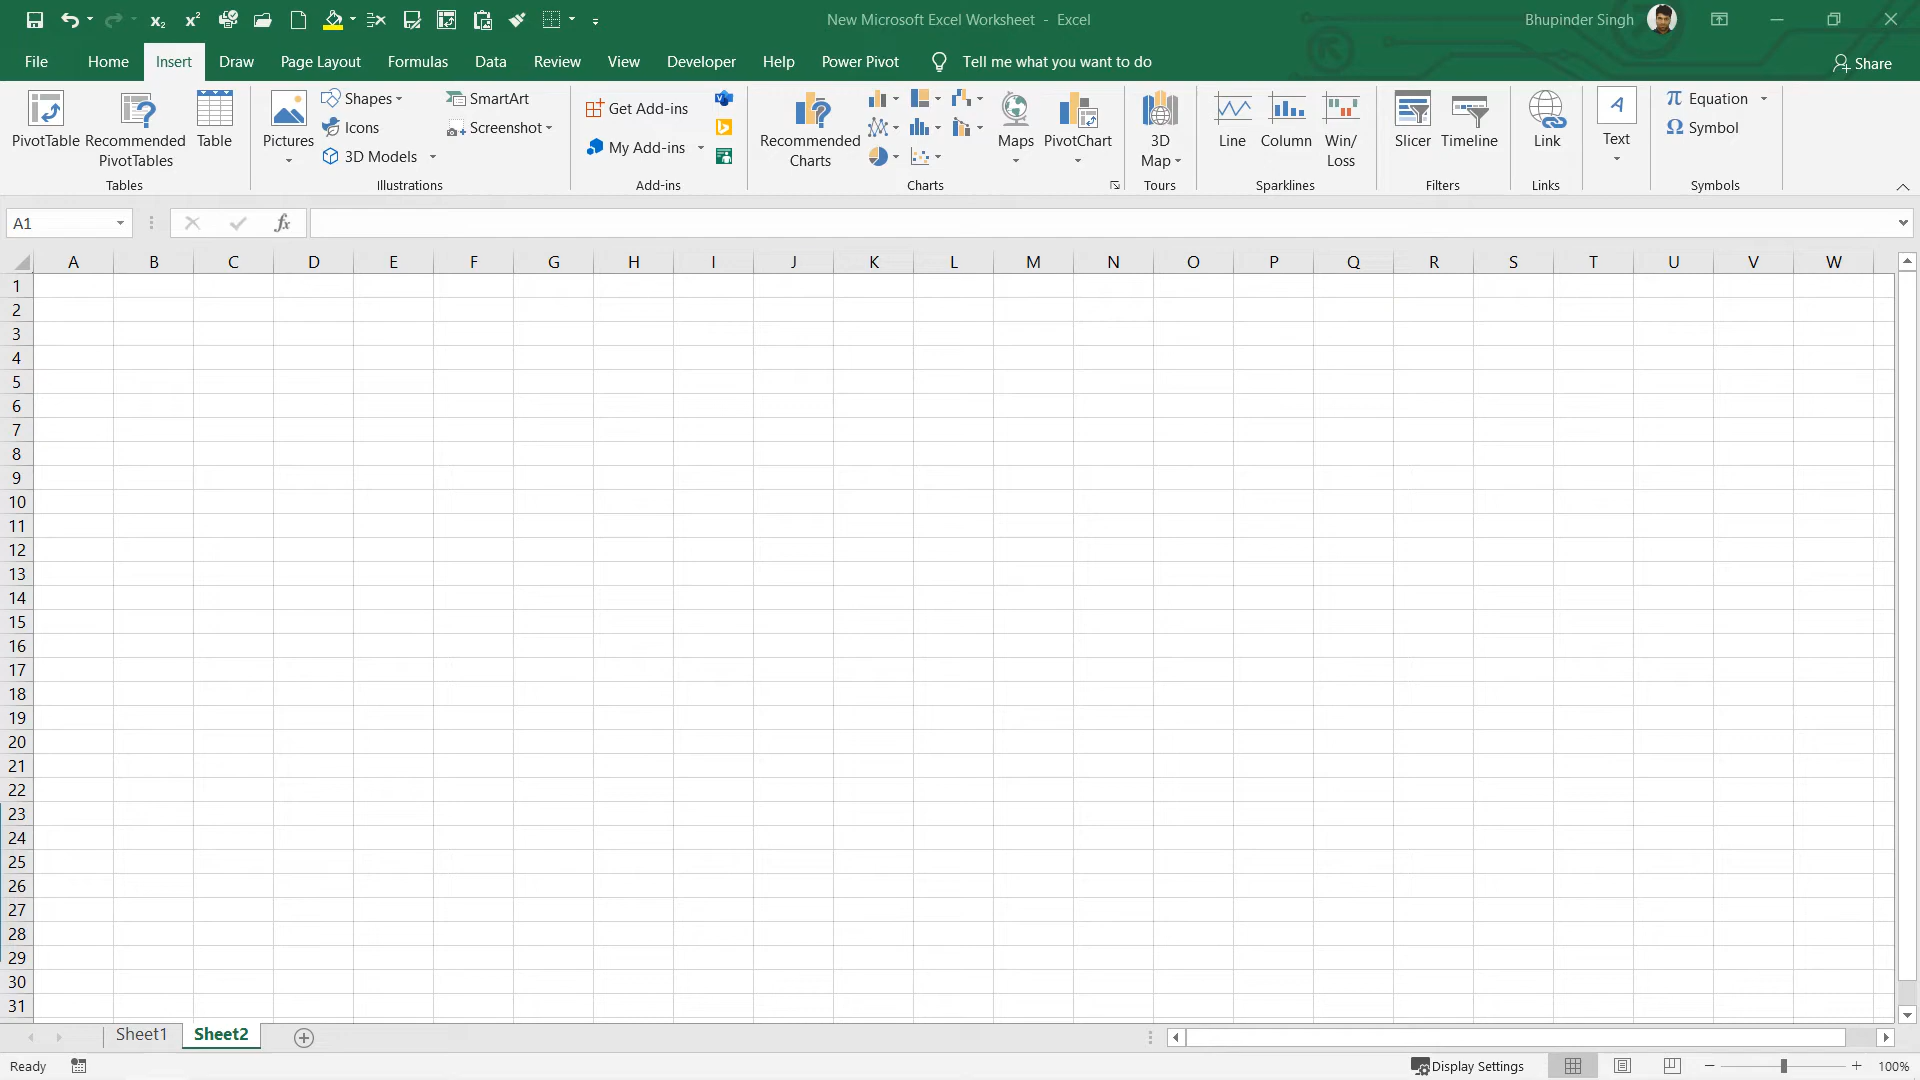 New Microsoft Excel Worksheet - Excel
Bhupinder Singh
File Home Insert Draw Page Layout Formulas Data Review View Developer Help Power Pivot Tell me what you want to do Share
PivotTable
Recommended
PivotTables
Table
Tables
Pictures
Shapes
Icons
3D Models
SmartArt
Screenshot
Illustrations
Get Add-ins
My Add-ins
Add-ins
Recommended
Charts
Maps
PivotChart
Charts
3D
Map
Tours
Line
Column
Win/
Loss
Sparklines
Slicer
Timeline
Filters
Link
Links
Text
Equation
Symbol
Symbols
A1
fx
A B C D E F G H I J K L M N O P Q R S T U V W
1
2
3
4
5
6
7
8
9
10
11
12
13
14
15
16
17
18
19
20
21
22
23
24
25
26
27
28
29
30
31
Sheet1 Sheet2
Ready
Display Settings
100%